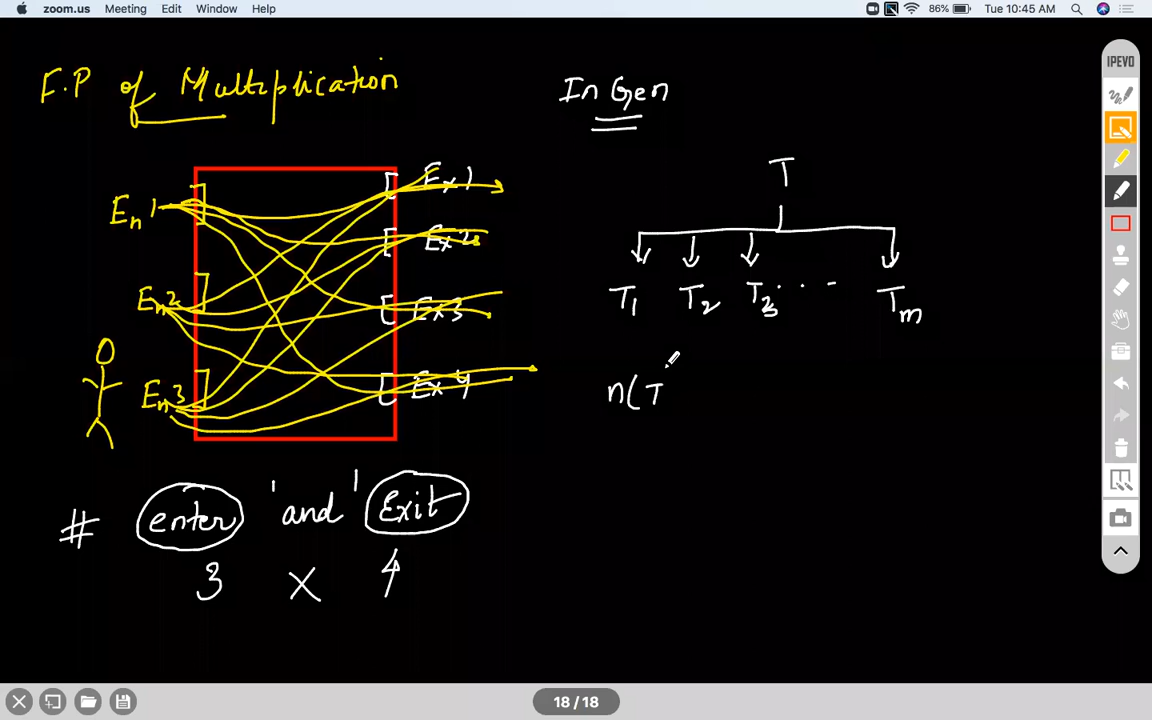 zoom.us Meeting Edit Window Help 86% Tue 10:45 AM
IPEVO
F.P of Multiplication
In Gen
T
T1 T2 T3 . . - Tm
En 1
En 2
En 3
Ex 1
Ex 2
Ex 3
Ex 4
n(T
# enter 'and' Exit
3 X 4
18 / 18